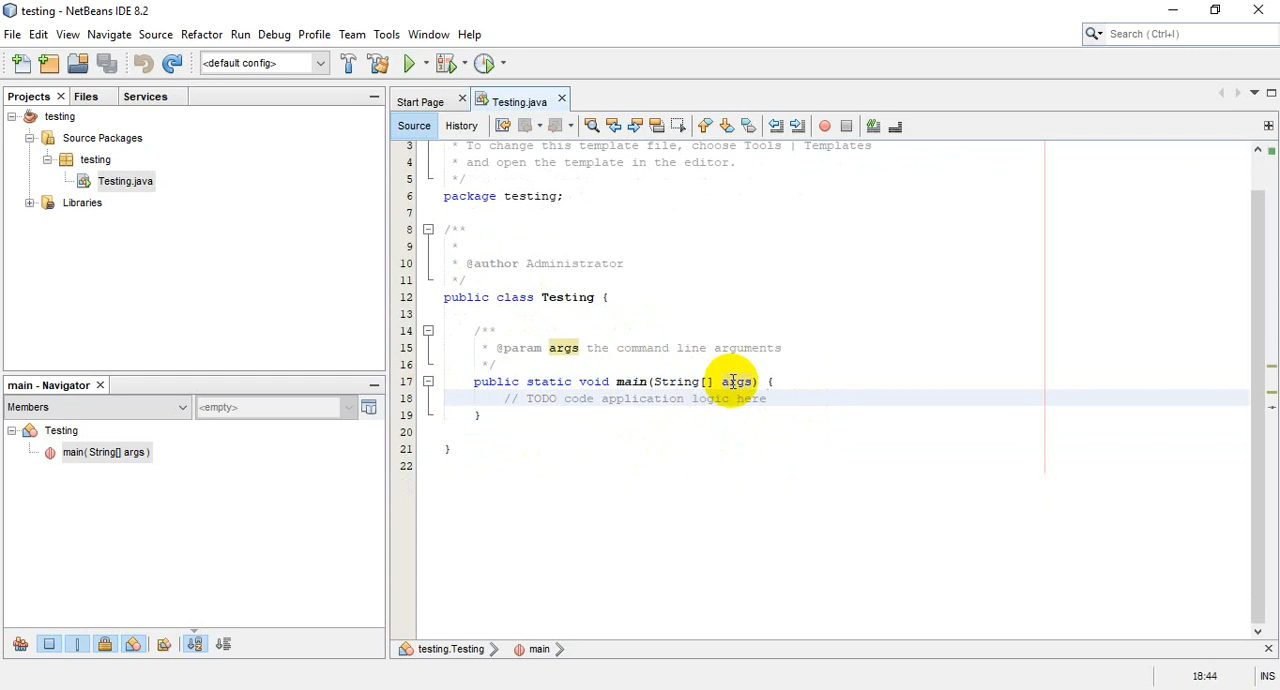 testing - NetBeans IDE 8.2
File Edit View Navigate Source Refactor Run Debug Profile Team Tools Window Help
Search (Ctrl+I)
<default config>
Projects Files Services
testing
Source Packages
testing
Testing.java
Libraries
main - Navigator
Members
<empty>
Testing
main(String[] args)
Start Page Testing.java
Source History
3 * To change this template file, choose Tools | Templates
4 * and open the template in the editor.
5 */
6 package testing;
7
8 /**
9 *
10 * @author Administrator
11 */
12 public class Testing {
13
14 /**
15 * @param args the command line arguments
16 */
17 public static void main(String[] args) {
18 // TODO code application logic here
19 }
20
21 }
22
testing.Testing main
18:44 INS